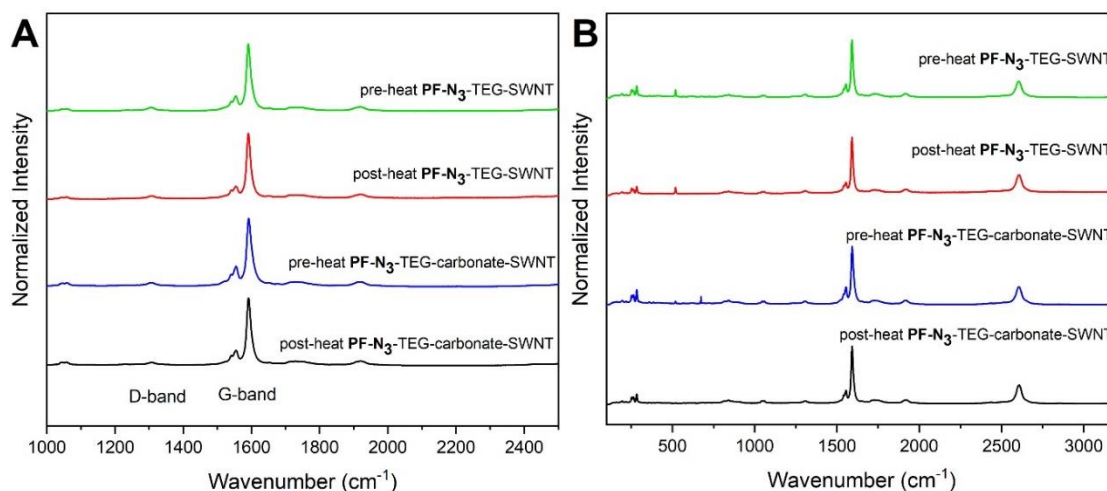 A
pre-heat PF-N3-TEG-SWNT
post-heat PF-N3-TEG-SWNT
pre-heat PF-N3-TEG-carbonate-SWNT
post-heat PF-N3-TEG-carbonate-SWNT
D-band G-band
Normalized Intensity
1000 1200 1400 1600 1800 2000 2200 2400
Wavenumber (cm-1)
B
pre-heat PF-N3-TEG-SWNT
post-heat PF-N3-TEG-SWNT
pre-heat PF-N3-TEG-carbonate-SWNT
post-heat PF-N3-TEG-carbonate-SWNT
Normalized Intensity
500 1000 1500 2000 2500 3000
Wavenumber (cm-1)